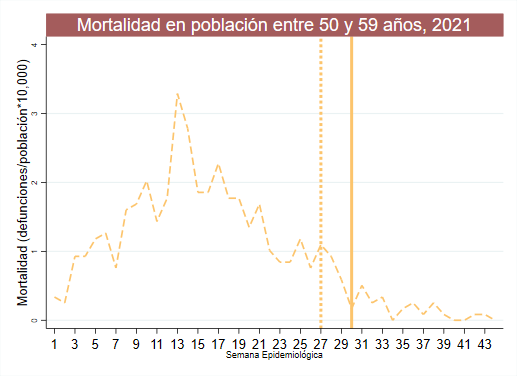 Mortalidad en población entre 50 y 59 años, 2021
Mortalidad (defunciones/población*10,000)
4
3
2
1
0
1 3 5 7 9 11 13 15 17 19 21 23 25 27 29 31 33 35 37 39 41 43
Semana Epidemiológica